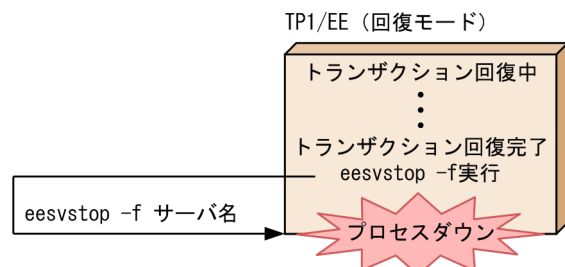 TP1/EE（回復モード）
トランザクション回復中
トランザクション回復完了
eesvstop -f実行
eesvstop -f サーバ名
プロセスダウン